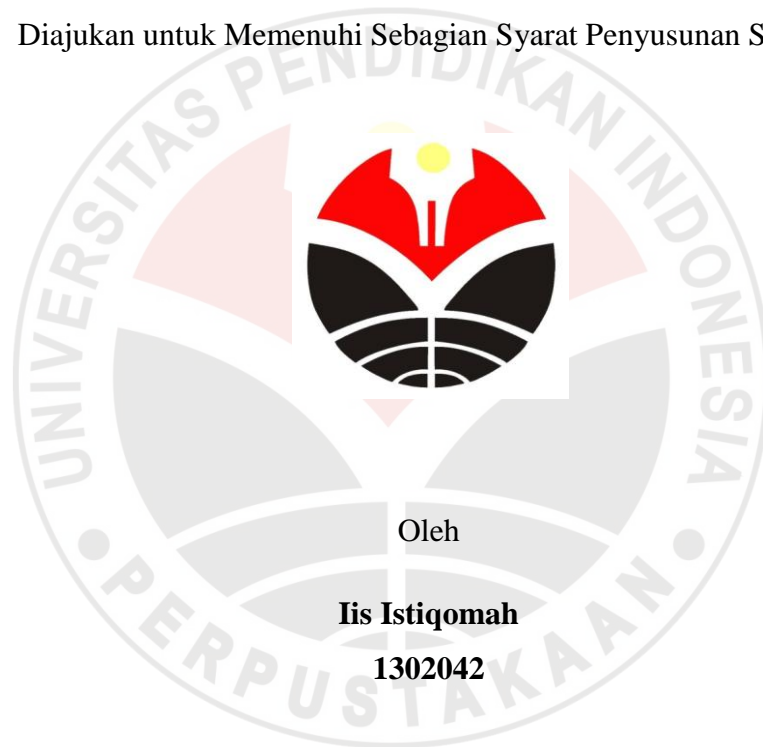 Diajukan untuk Memenuhi Sebagian Syarat Penyusunan S
UNIVERSITAS PENDIDIKAN INDONESIA
Oleh
Iis Istiqomah
1302042
PERPUSTAKAAN